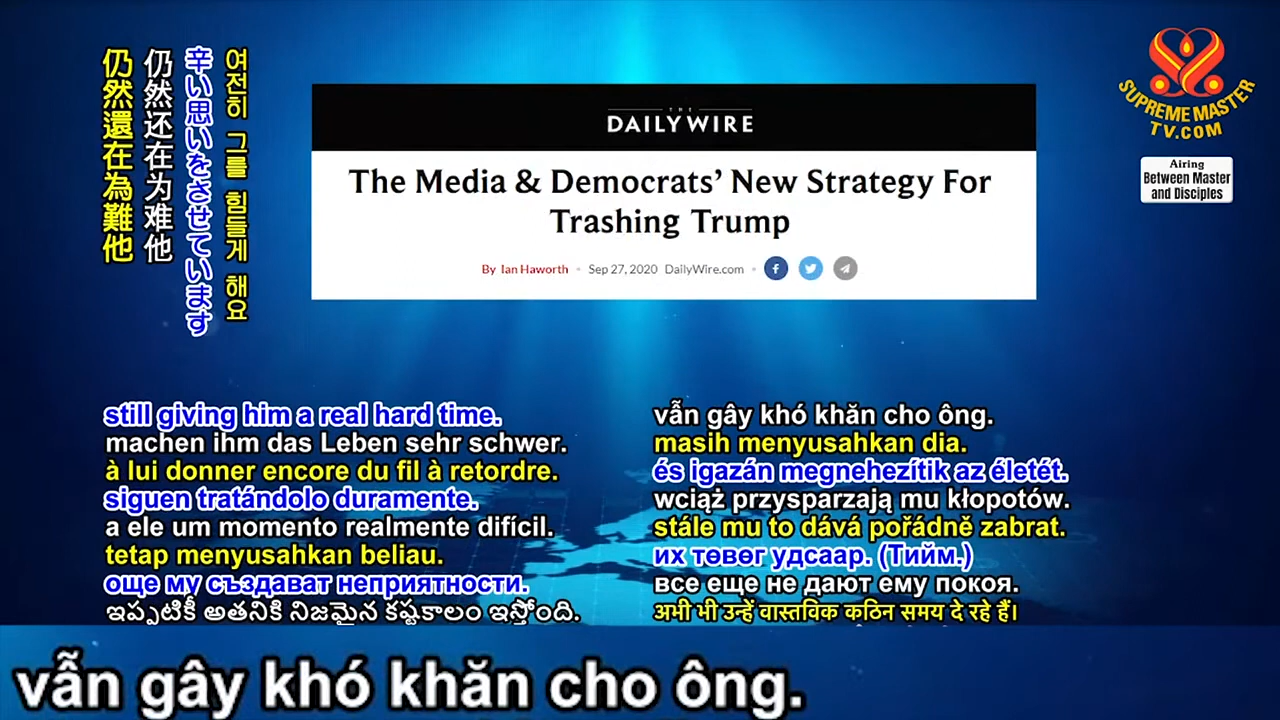 仍然還在為難他
仍然还在为难他
辛い思いをさせています
여전히 그를 힘들게 해요
THE
DAILY WIRE
The Media & Democrats’ New Strategy For
Trashing Trump
By Ian Haworth • Sep 27, 2020 DailyWire.com •
SUPREME MASTER
TV.COM
Airing
Between Master
and Disciples
still giving him a real hard time.
machen ihm das Leben sehr schwer.
à lui donner encore du fil à retordre.
siguen tratándolo duramente.
a ele um momento realmente difícil.
tetap menyusahkan beliau.
още му създават неприятности.
ఇప్పటికీ అతనికి నిజమైన కష్టకాలం ఇస్తోంది.
vẫn gây khó khăn cho ông.
masih menyusahkan dia.
és igazán megnehezítik az életét.
wciąż przysparzają mu kłopotów.
stále mu to dává pořádně zabrat.
их төвөг удсаар. (Тийм.)
все еще не дают ему покоя.
अभी भी उन्हें वास्तविक कठिन समय दे रहे हैं।
vẫn gây khó khăn cho ông.